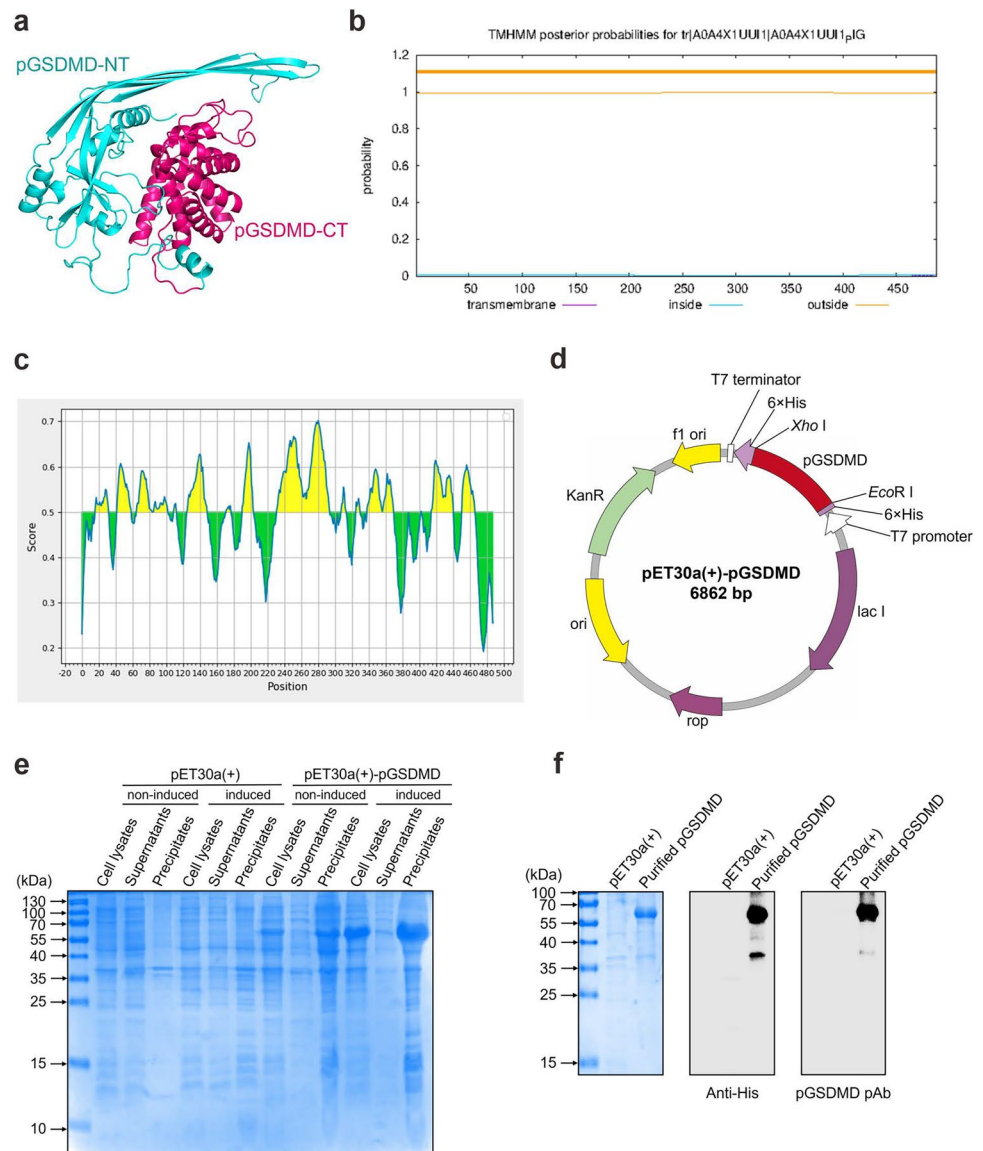 a
pGSDMD-NT
pGSDMD-CT
b
TMHMM posterior probabilities for tr|A0A4X1UUI1|A0A4X1UUI1pIG
probability
1.2
1
0.8
0.6
0.4
0.2
0
50 100 150 200 250 300 350 400 450
transmembrane inside outside
c
Score
0.7
0.6
0.5
0.4
0.3
0.2
-20 0 20 40 60 80 100 120 140 160 180 200 220 240 260 280 300 320 340 360 380 400 420 440 460 480 500
Position
d
T7 terminator
6×His
Xho I
f1 ori
pGSDMD
KanR
EcoR I
6×His
T7 promoter
pET30a(+)-pGSDMD
6862 bp
ori
lac I
rop
e
pET30a(+) pET30a(+)-pGSDMD
non-induced induced non-induced induced
Cell lysates Supernatants Precipitates Cell lysates Supernatants Precipitates Cell lysates Supernatants Precipitates Cell lysates Supernatants Precipitates
(kDa)
130
100
70
55
40
35
25
15
10
f
pET30a(+) Purified pGSDMD pET30a(+) Purified pGSDMD pET30a(+) Purified pGSDMD
(kDa)
100
70
55
40
35
25
15
Anti-His pGSDMD pAb